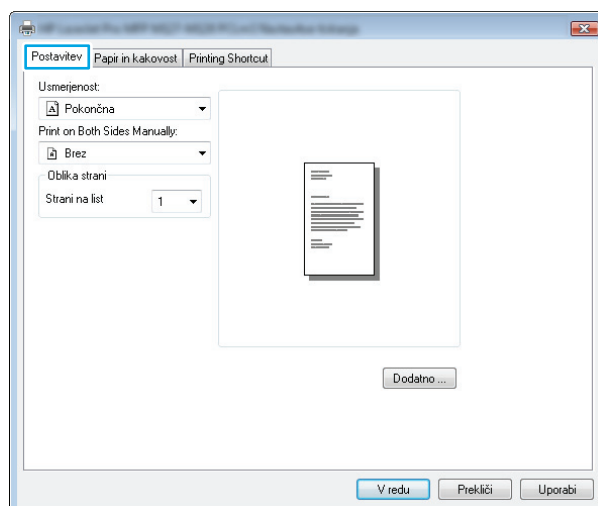 Postavitev Papir in kakovost Printing Shortcut
Usmerjenost:
Pokončna
Print on Both Sides Manually:
Brez
Oblika strani
Strani na list 1
Dodatno ...
V redu Prekliči Uporabi